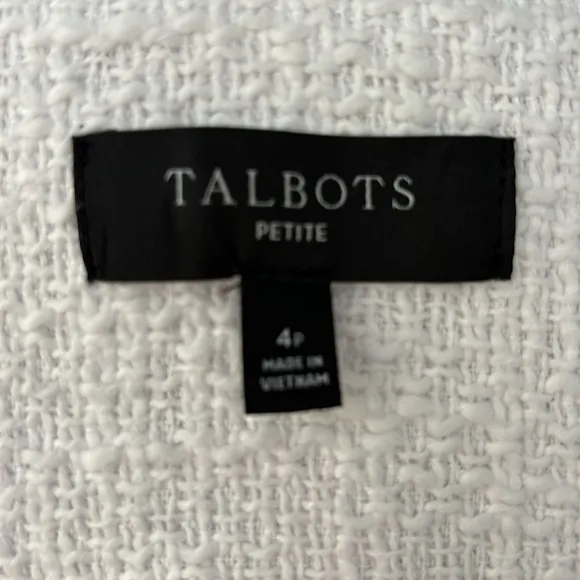 TALBOTS
PETITE
4P
MADE IN
VIETNAM